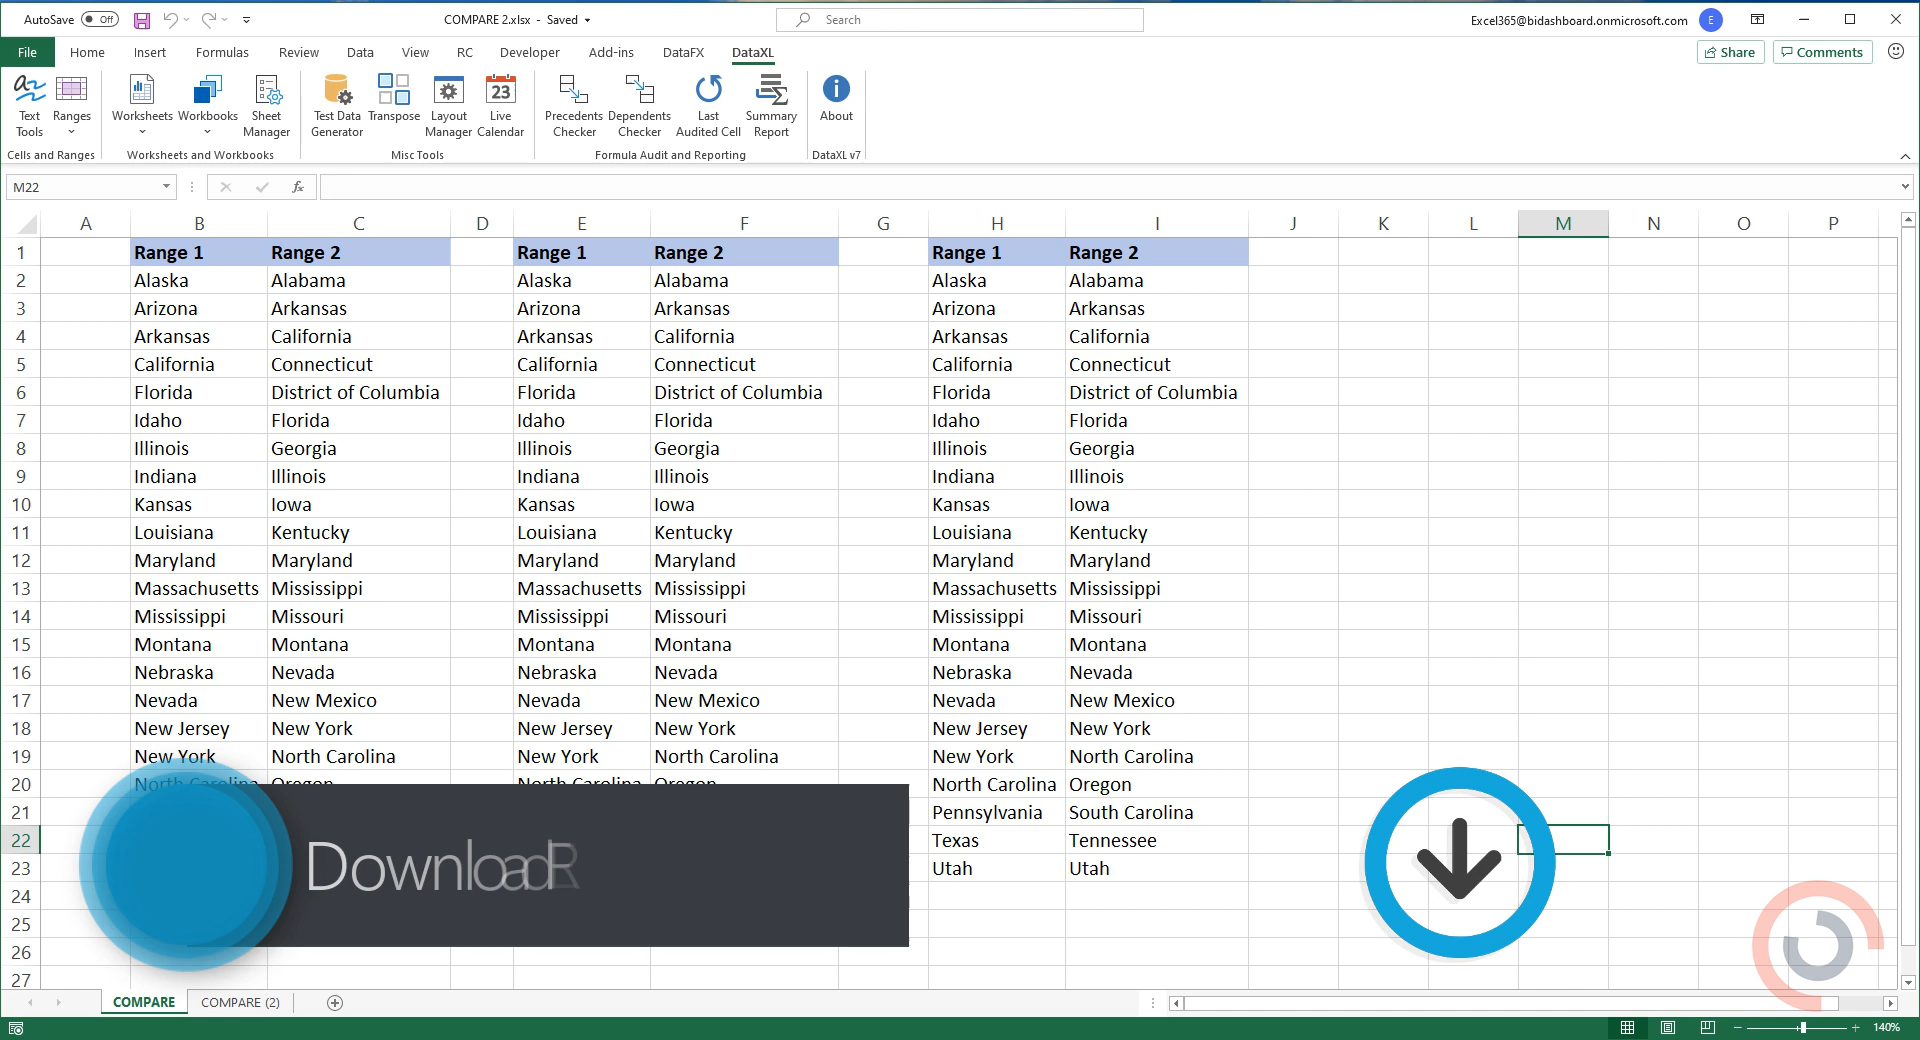 AutoSave Off COMPARE 2.xlsx - Saved Search Excel365@bidashboard.onmicrosoft.com E
File Home Insert Formulas Review Data View RC Developer Add-ins DataFX DataXL Share Comments
23
Text Tools Ranges Worksheets Workbooks Sheet Manager Test Data Generator Transpose Layout Manager Live Calendar Precedents Checker Dependents Checker Last Audited Cell Summary Report About
Cells and Ranges Worksheets and Workbooks Misc Tools Formula Audit and Reporting DataXL v7
M22 fx
A B C D E F G H I J K L M N O P
1 Range 1 Range 2 Range 1 Range 2 Range 1 Range 2
2 Alaska Alabama Alaska Alabama Alaska Alabama
3 Arizona Arkansas Arizona Arkansas Arizona Arkansas
4 Arkansas California Arkansas California Arkansas California
5 California Connecticut California Connecticut California Connecticut
6 Florida District of Columbia Florida District of Columbia Florida District of Columbia
7 Idaho Florida Idaho Florida Idaho Florida
8 Illinois Georgia Illinois Georgia Illinois Georgia
9 Indiana Illinois Indiana Illinois Indiana Illinois
10 Kansas Iowa Kansas Iowa Kansas Iowa
11 Louisiana Kentucky Louisiana Kentucky Louisiana Kentucky
12 Maryland Maryland Maryland Maryland Maryland Maryland
13 Massachusetts Mississippi Massachusetts Mississippi Massachusetts Mississippi
14 Mississippi Missouri Mississippi Missouri Mississippi Missouri
15 Montana Montana Montana Montana Montana Montana
16 Nebraska Nevada Nebraska Nevada Nebraska Nevada
17 Nevada New Mexico Nevada New Mexico Nevada New Mexico
18 New Jersey New York New Jersey New York New Jersey New York
19 New York North Carolina New York North Carolina New York North Carolina
20 North Carolina Oregon North Carolina Oregon North Carolina Oregon
21 Pennsylvania South Carolina
22 Texas Tennessee
23 Utah Utah
24
25
26
27
Download
COMPARE COMPARE (2)
140%